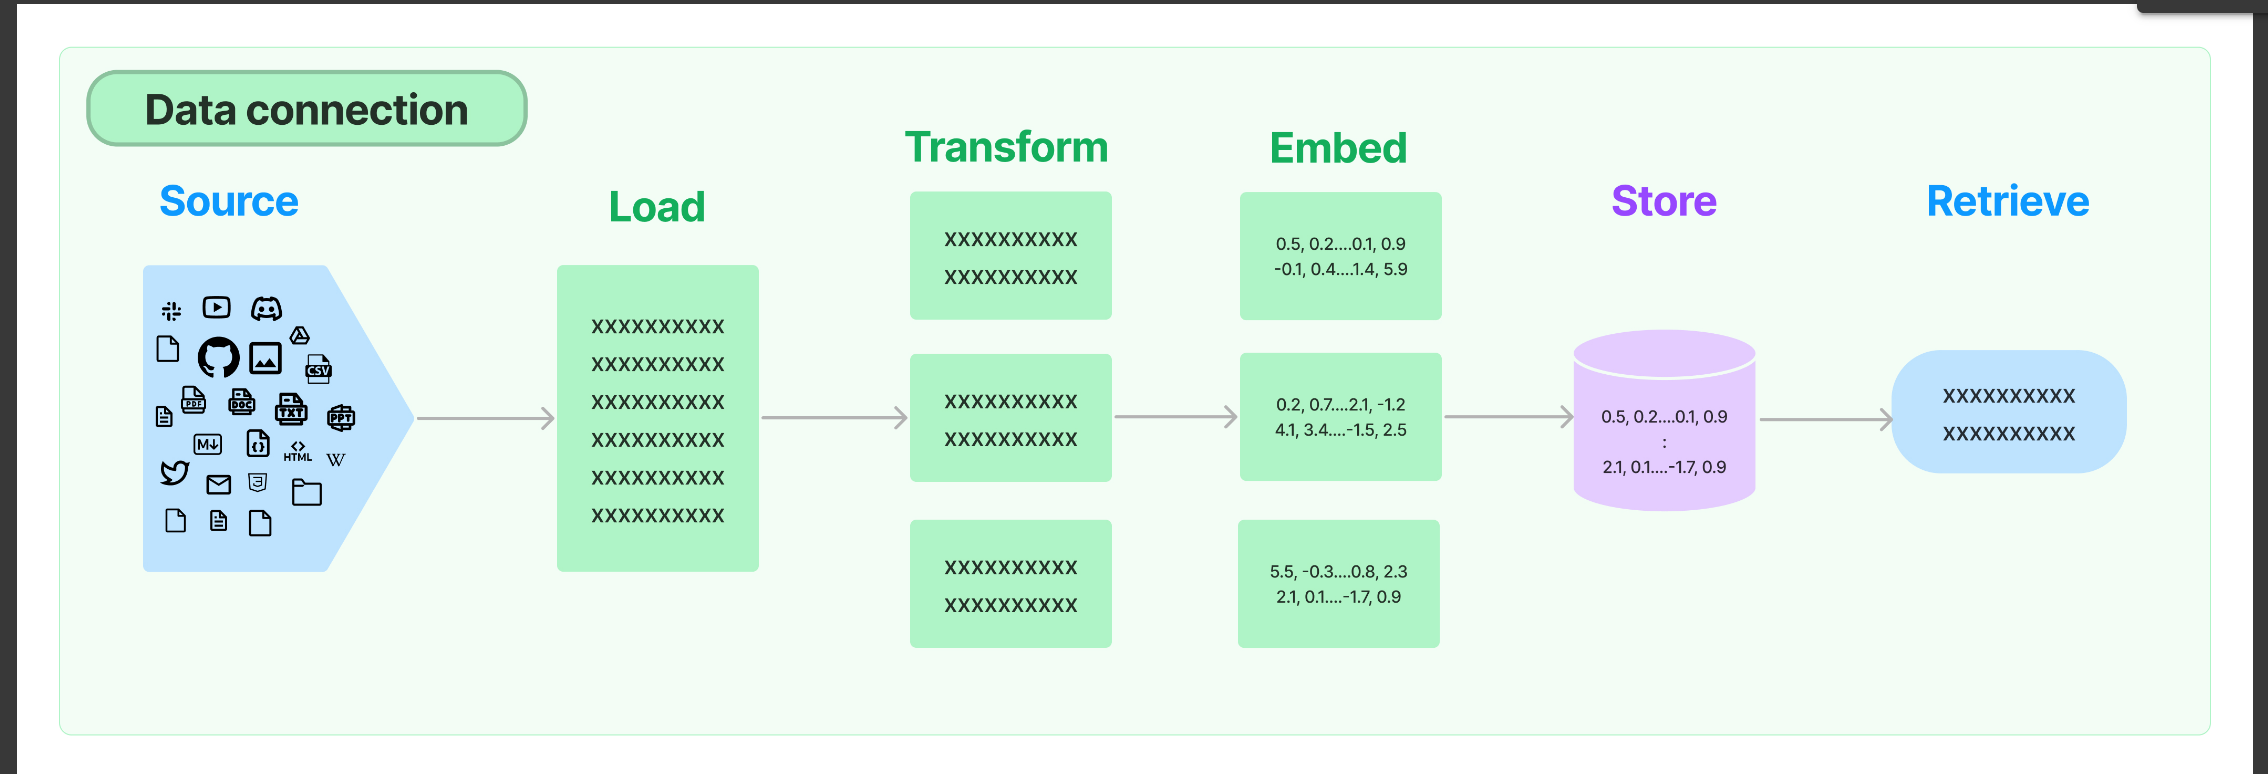 Data connection
Source
CSV
PDF
DOC
TXT
PPT
M↓
{}
<>
HTML
W
3
Load
XXXXXXXXXX
XXXXXXXXXX
XXXXXXXXXX
XXXXXXXXXX
XXXXXXXXXX
XXXXXXXXXX
Transform
XXXXXXXXXX
XXXXXXXXXX
XXXXXXXXXX
XXXXXXXXXX
XXXXXXXXXX
XXXXXXXXXX
Embed
0.5, 0.2....0.1, 0.9
-0.1, 0.4....1.4, 5.9
0.2, 0.7....2.1, -1.2
4.1, 3.4....-1.5, 2.5
5.5, -0.3....0.8, 2.3
2.1, 0.1....-1.7, 0.9
Store
0.5, 0.2....0.1, 0.9
:
2.1, 0.1....-1.7, 0.9
Retrieve
XXXXXXXXXX
XXXXXXXXXX